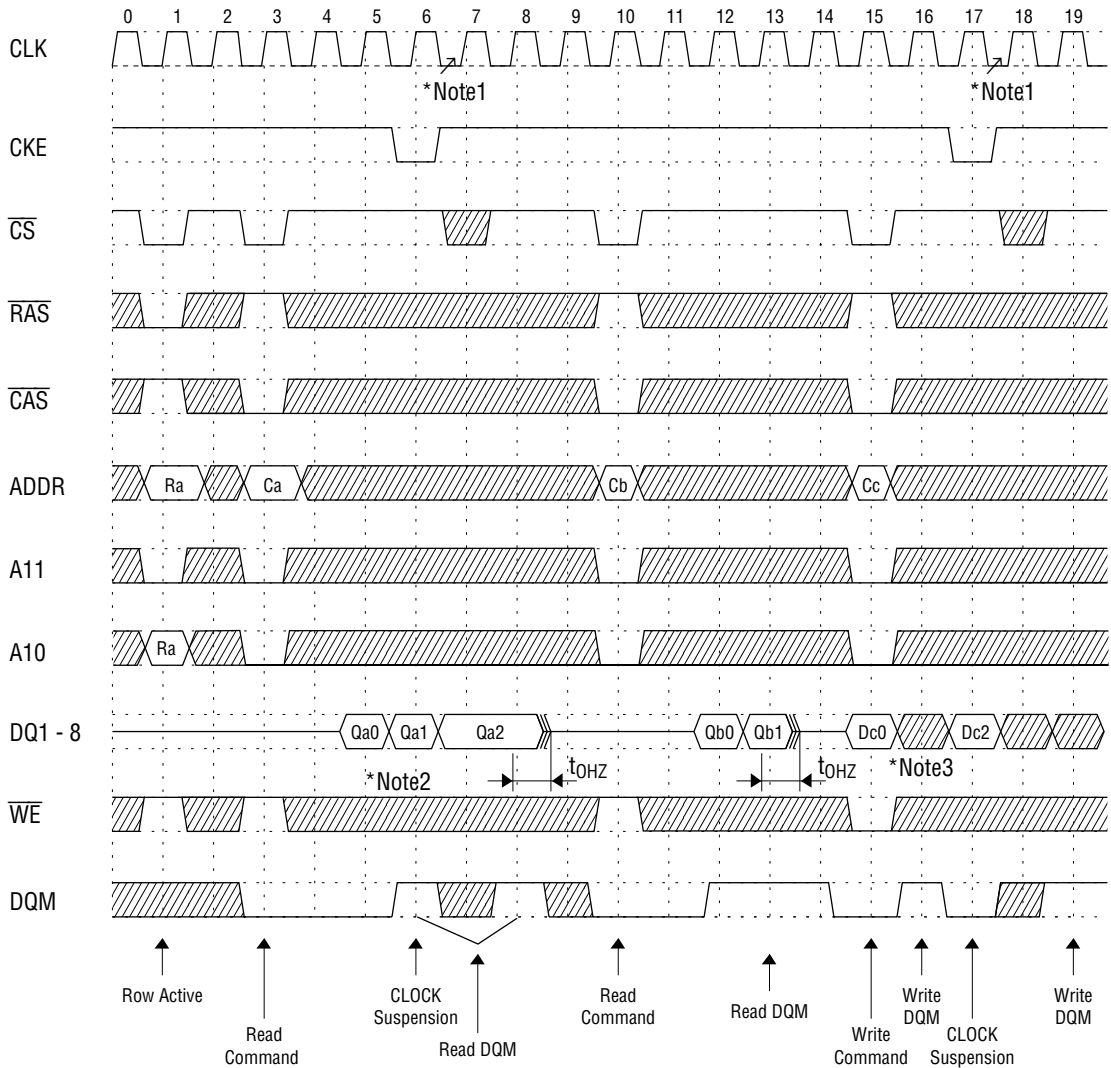 0 1 2 3 4 5 6 7 8 9 10 11 12 13 14 15 16 17 18 19
CLK
*Note1 *Note1
CKE
CS
RAS
CAS
ADDR Ra Ca Cb Cc
A11
A10 Ra
DQ1 - 8 Qa0 Qa1 Qa2 Qb0 Qb1 Dc0 Dc2
*Note2 tOHZ tOHZ *Note3
WE
DQM
Row Active
Read
Command
CLOCK
Suspension
Read DQM
Read
Command
Read DQM
Write
Command
Write
DQM
CLOCK
Suspension
Write
DQM